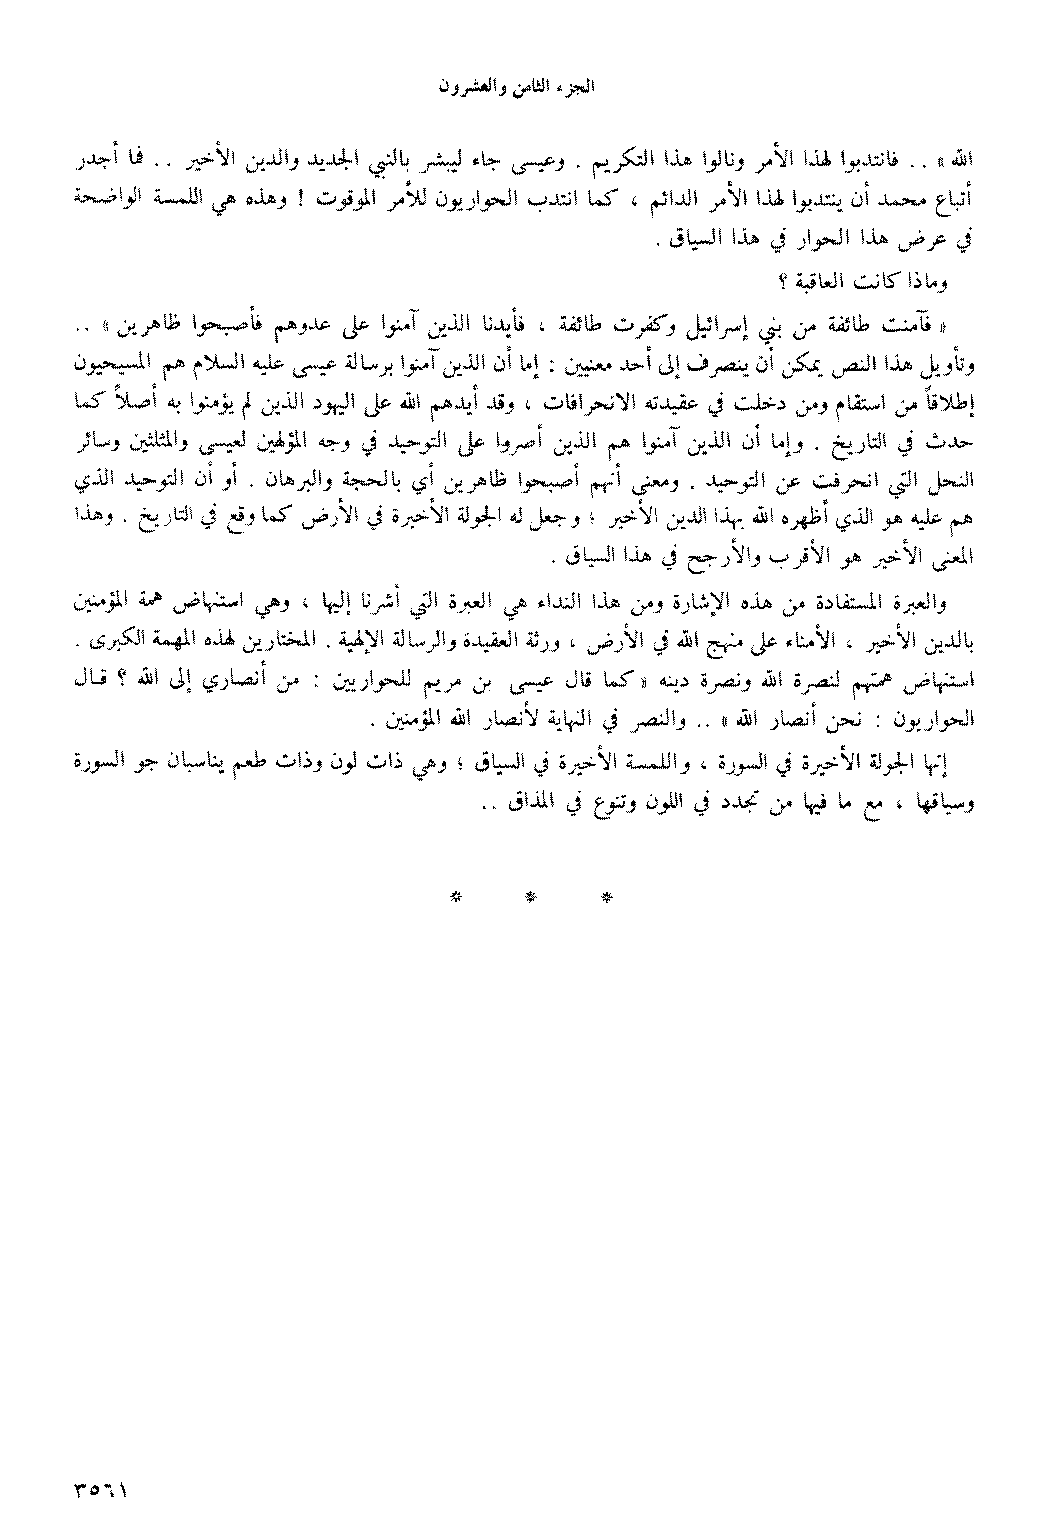 الجزء الثامن والعشرون
الله » .. فانتدبوا لهذا الأمر ونالوا هذا التكريم . وعيسى جاء ليبشر بالنبي الجديد والدين الأخير .. فما أجدر
أتباع محمد أن ينتدبوا لهذا الأمر الدائم ، كما انتدب الحواريون للأمر الموقوت ! وهذه هي اللمسة الواضحة
في عرض هذا الحوار في هذا السياق .
وماذا كانت العاقبة ؟
« فآمنت طائفة من بني إسرائيل وكفرت طائفة ، فأيدنا الذين آمنوا على عدوهم فأصبحوا ظاهرين » ..
وتأويل هذا النص يمكن أن ينصرف إلى أحد معنيين : إما أن الذين آمنوا برسالة عيسى عليه السلام هم المسيحيون
إطلاقاً من استقام ومن دخلت في عقيدته الانحرافات ، وقد أيدهم الله على اليهود الذين لم يؤمنوا به أصلاً كما
حدث في التاريخ . وإما أن الذين آمنوا هم الذين أصروا على التوحيد في وجه المؤلهين لعيسى والمثلثين وسائر
النحل التي انحرفت عن التوحيد . ومعنى أنهم أصبحوا ظاهرين أي بالحجة والبرهان . أو أن التوحيد الذي
هم عليه هو الذي أظهره الله بهذا الدين الأخير ؛ وجعل له الجولة الأخيرة في الأرض كما وقع في التاريخ . وهذا
المعنى الأخير هو الأقرب والأرجح في هذا السياق .
والعبرة المستفادة من هذه الإشارة ومن هذا النداء هي العبرة التي أشرنا إليها ، وهي استنهاض همة المؤمنين
بالدين الأخير ، الأمناء على منهج الله في الأرض ، ورثة العقيدة والرسالة الإلهية . المختارين لهذه المهمة الكبرى .
استنهاض همتهم لنصرة الله ونصرة دينه « كما قال عيسى بن مريم للحواريين : من أنصاري إلى الله ؟ قال
الحواريون : نحن أنصار الله » .. والنصر في النهاية لأنصار الله المؤمنين .
إنها الجولة الأخيرة في السورة ، واللمسة الأخيرة في السياق ؛ وهي ذات لون وذات طعم يناسبان جو السورة
وسياقها ، مع ما فيها من تجدد في اللون وتنوع في المذاق ..
* * *
٣٥٦١